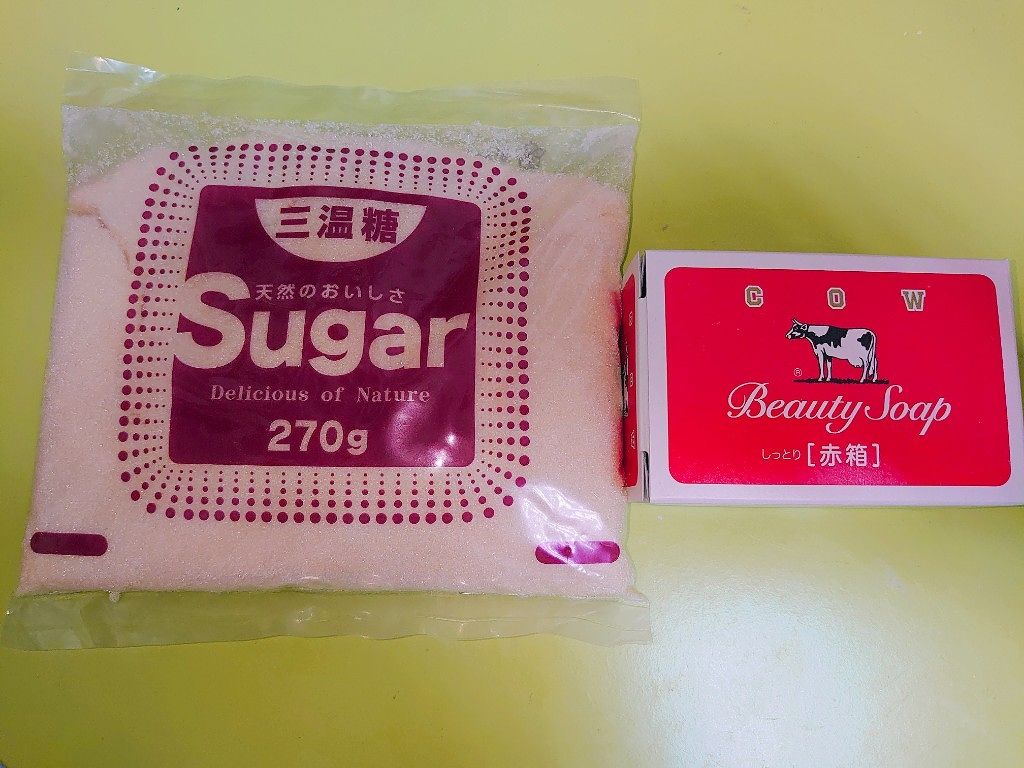 三温糖
天然のおいしさ
Sugar
Delicious of Nature
270g
COW
®
Beauty Soap
しっとり[赤箱]